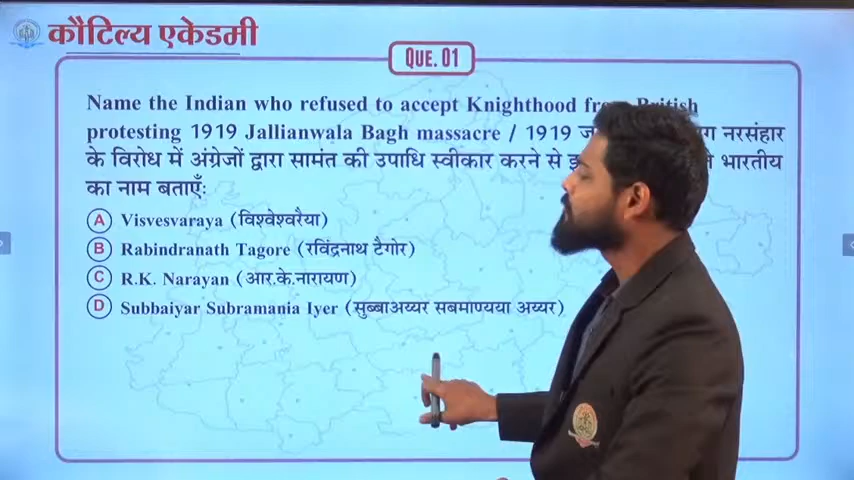 कौटिल्य एकेडमी
QUE. 01
Name the Indian who refused to accept Knighthood British
protesting 1919 Jallianwala Bagh massacre / 1919 नरसंहार
के विरोध में अंग्रेजों द्वारा सामंत की उपाधि स्वीकार करने से भारतीय
का नाम बताएँः
A Visvesvaraya (विश्वेश्वरैया)
B Rabindranath Tagore (रविंद्रनाथ टैगोर)
C R.K. Narayan (आर.के.नारायण)
D Subbaiyar Subramania Iyer (सुब्बाअय्यर सबमाण्यया अय्यर)